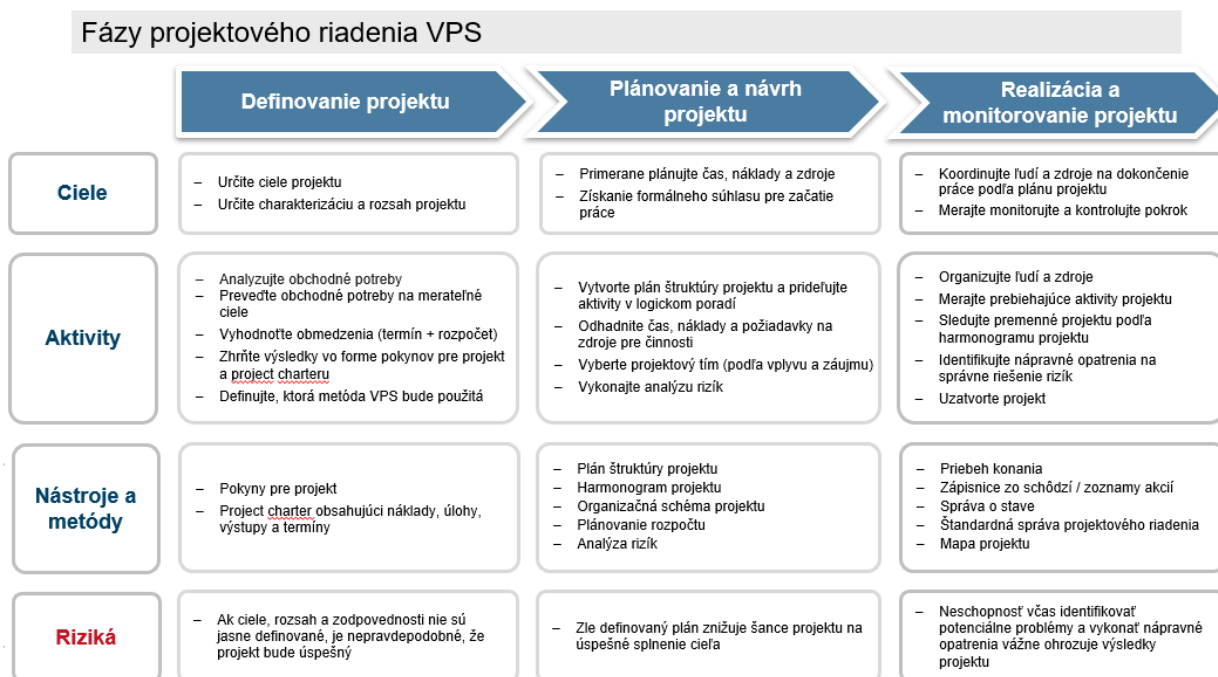 Fázy projektového riadenia VPS
Definovanie projektu
Plánovanie a návrh
projektu
Realizácia a
monitorovanie projektu
Ciele
– Určite ciele projektu
– Určite charakterizáciu a rozsah projektu
– Primerane plánujte čas, náklady a zdroje
– Získanie formálneho súhlasu pre začatie
práce
– Koordinujte ľudí a zdroje na dokončenie
práce podľa plánu projektu
– Merajte monitorujte a kontrolujte pokrok
Aktivity
– Analyzujte obchodné potreby
– Preveďte obchodné potreby na merateľné
ciele
– Vyhodnoťte obmedzenia (termín + rozpočet)
– Zhrňte výsledky vo forme pokynov pre projekt
a project charteru
– Definujte, ktorá metóda VPS bude použitá
– Vytvorte plán štruktúry projektu a prideľujte
aktivity v logickom poradí
– Odhadnite čas, náklady a požiadavky na
zdroje pre činnosti
– Vyberte projektový tím (podľa vplyvu a záujmu)
– Vykonajte analýzu rizík
– Organizujte ľudí a zdroje
– Merajte prebiehajúce aktivity projektu
– Sledujte premenné projektu podľa
harmonogramu projektu
– Identifikujte nápravné opatrenia na
správne riešenie rizík
– Uzatvorte projekt
Nástroje a
metódy
– Pokyny pre projekt
– Project charter obsahujúci náklady, úlohy,
výstupy a termíny
– Plán štruktúry projektu
– Harmonogram projektu
– Organizačná schéma projektu
– Plánovanie rozpočtu
– Analýza rizík
– Priebeh konania
– Zápisnice zo schôdzí / zoznamy akcií
– Správa o stave
– Štandardná správa projektového riadenia
– Mapa projektu
Riziká
– Ak ciele, rozsah a zodpovednosti nie sú
jasne definované, je nepravdepodobné, že
projekt bude úspešný
– Zle definovaný plán znižuje šance projektu na
úspešné splnenie cieľa
– Neschopnosť včas identifikovať
potenciálne problémy a vykonať nápravné
opatrenia vážne ohrozuje výsledky
projektu